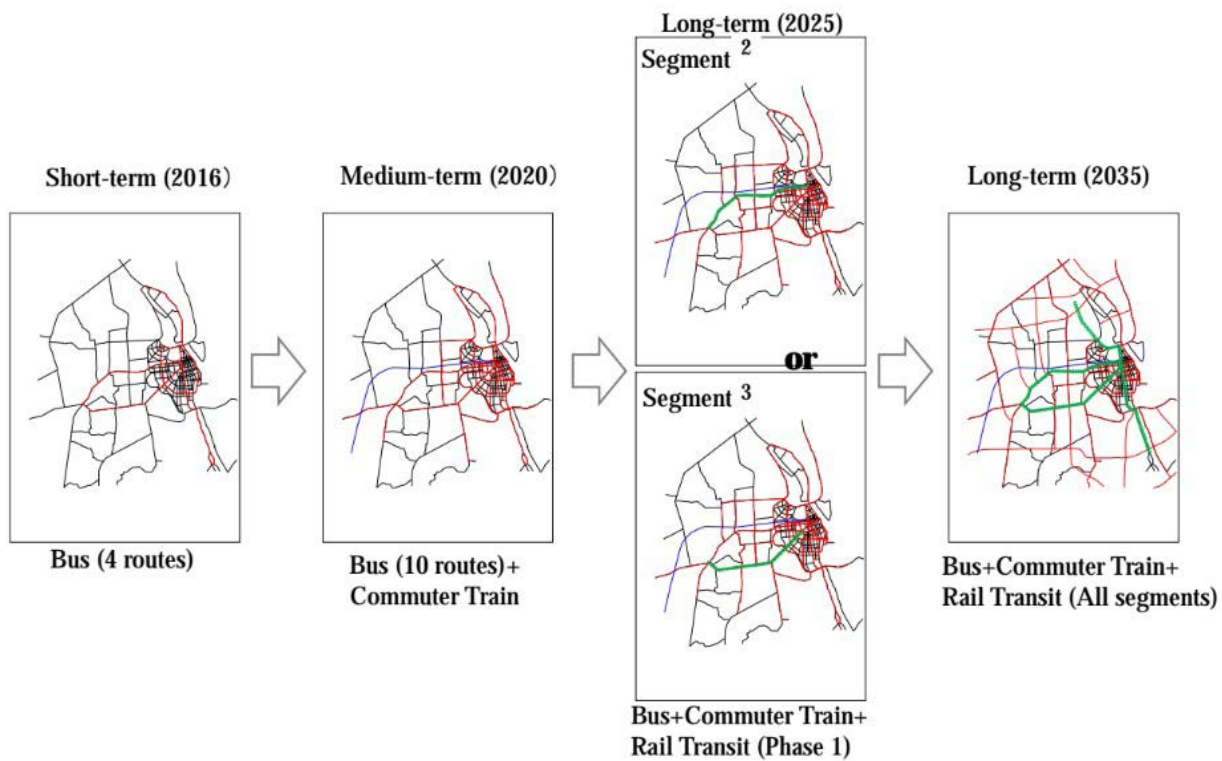 Short-term (2016)
Bus (4 routes)
Medium-term (2020)
Bus (10 routes)+
Commuter Train
Long-term (2025)
Segment 2
or
Segment 3
Bus+Commuter Train+
Rail Transit (Phase 1)
Long-term (2035)
Bus+Commuter Train+
Rail Transit (All segments)